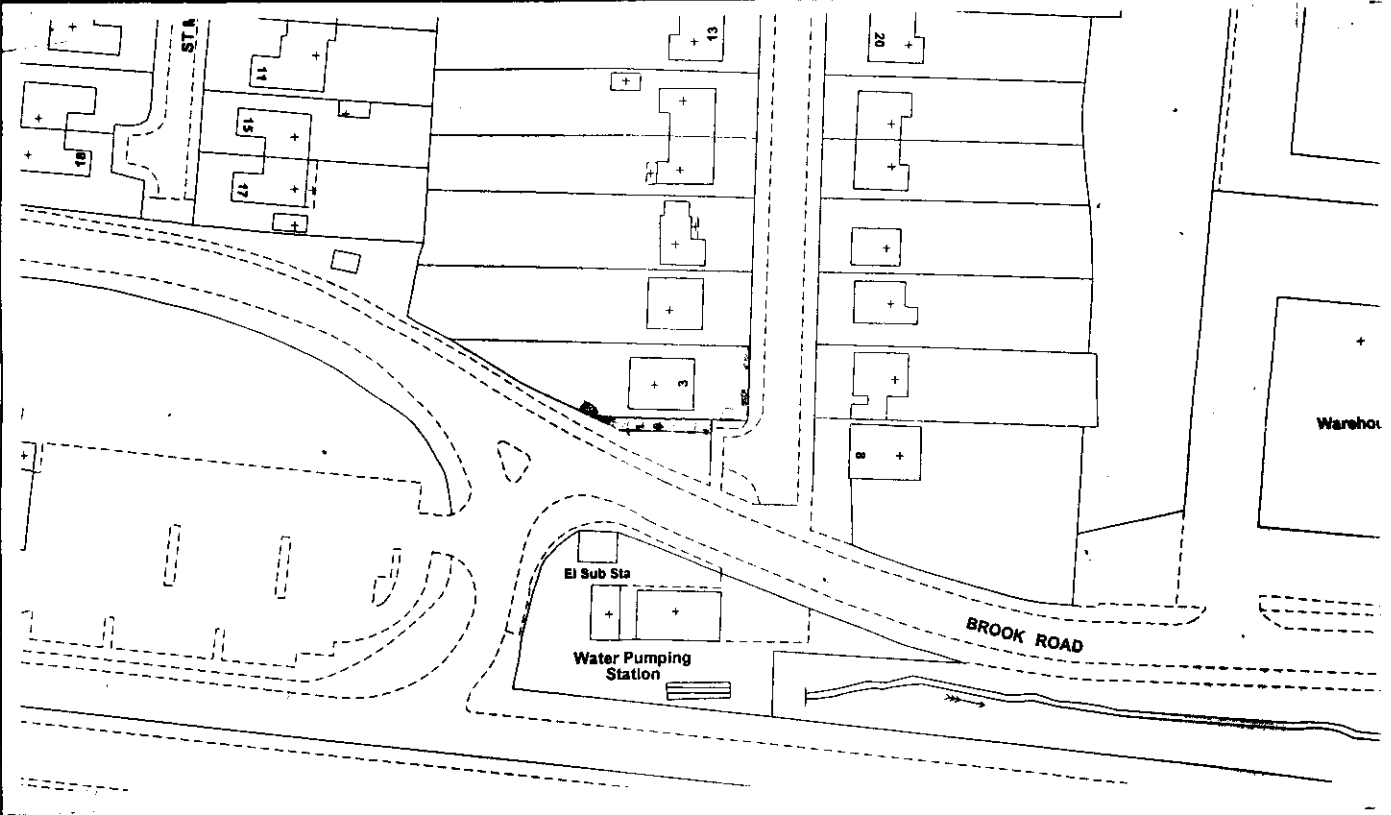 ST
13
20
11
15
18
17
3
8
Warehou
El Sub Sta
BROOK ROAD
Water Pumping
Station